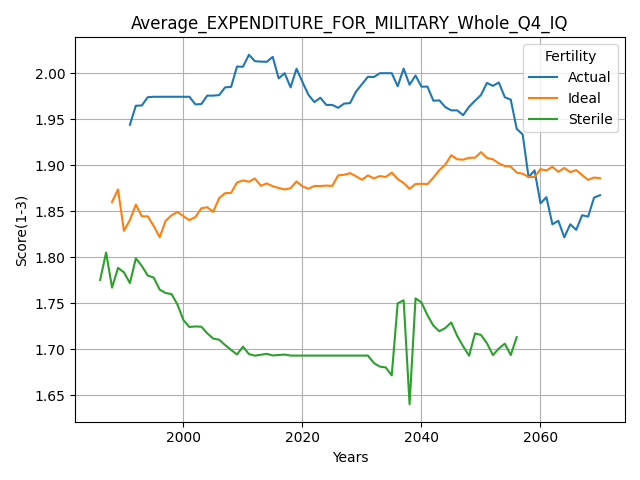 Average_EXPENDITURE_FOR_MILITARY_Whole_Q4_IQ
Fertility
Actual
Ideal
Sterile
Score(1-3)
2.00
1.95
1.90
1.85
1.80
1.75
1.70
1.65
2000
2020
2040
2060
Years